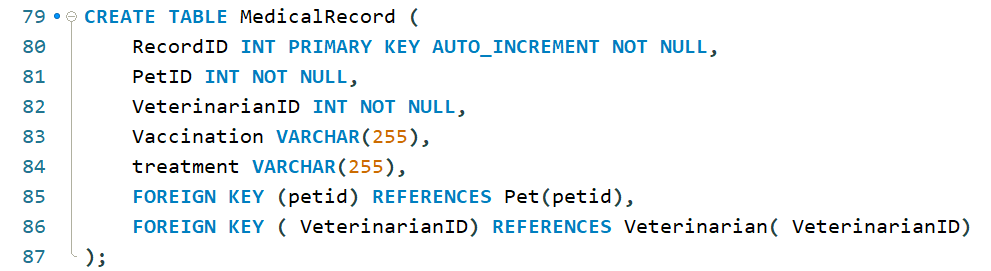 79 CREATE TABLE MedicalRecord (
80 RecordID INT PRIMARY KEY AUTO_INCREMENT NOT NULL,
81 PetID INT NOT NULL,
82 VeterinarianID INT NOT NULL,
83 Vaccination VARCHAR(255),
84 treatment VARCHAR(255),
85 FOREIGN KEY (petid) REFERENCES Pet(petid),
86 FOREIGN KEY ( VeterinarianID) REFERENCES Veterinarian( VeterinarianID)
87 );